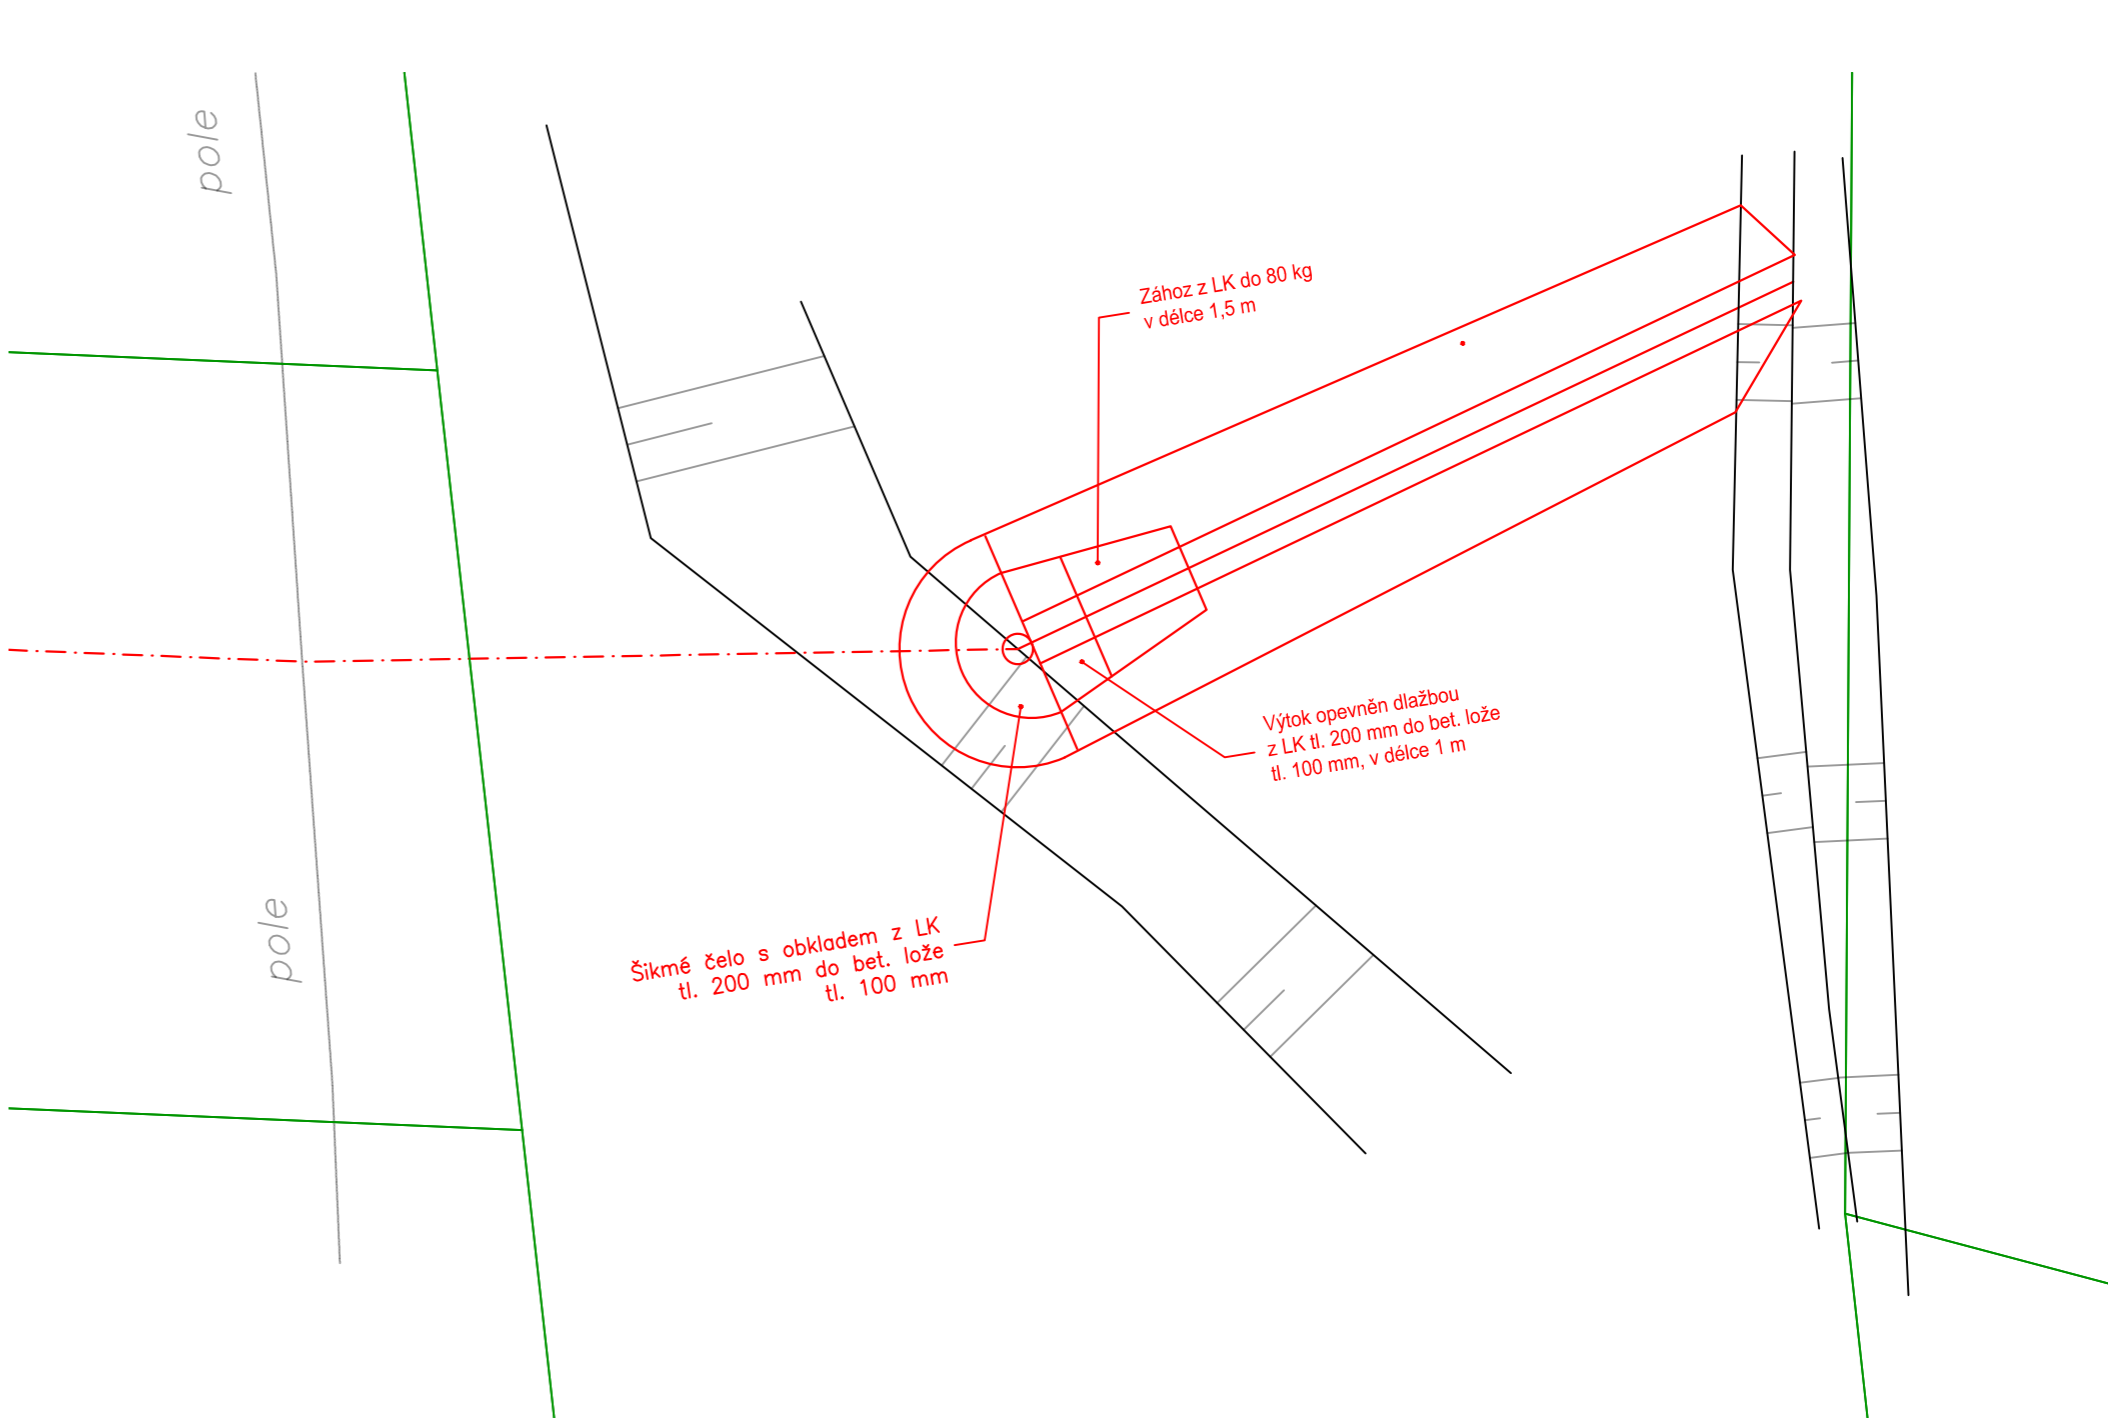 pole
Zához z LK do 80 kg
v délce 1,5 m
Výtok opevněn dlažbou
z LK tl. 200 mm do bet. lože
tl. 100 mm, v délce 1 m
pole
Šikmé čelo s obkladem z LK
tl. 200 mm do bet. lože
tl. 100 mm